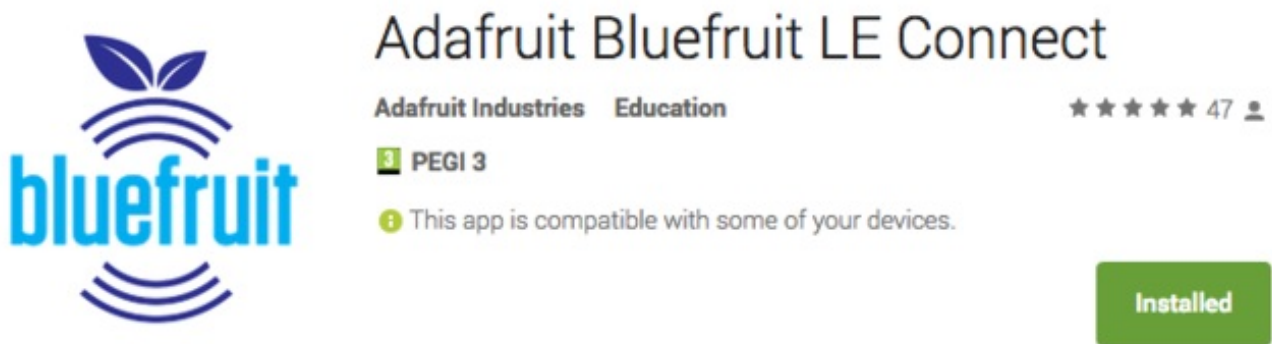 Adafruit Bluefruit LE Connect
Adafruit Industries Education
47
3 PEGI 3
This app is compatible with some of your devices.
bluefruit
Installed